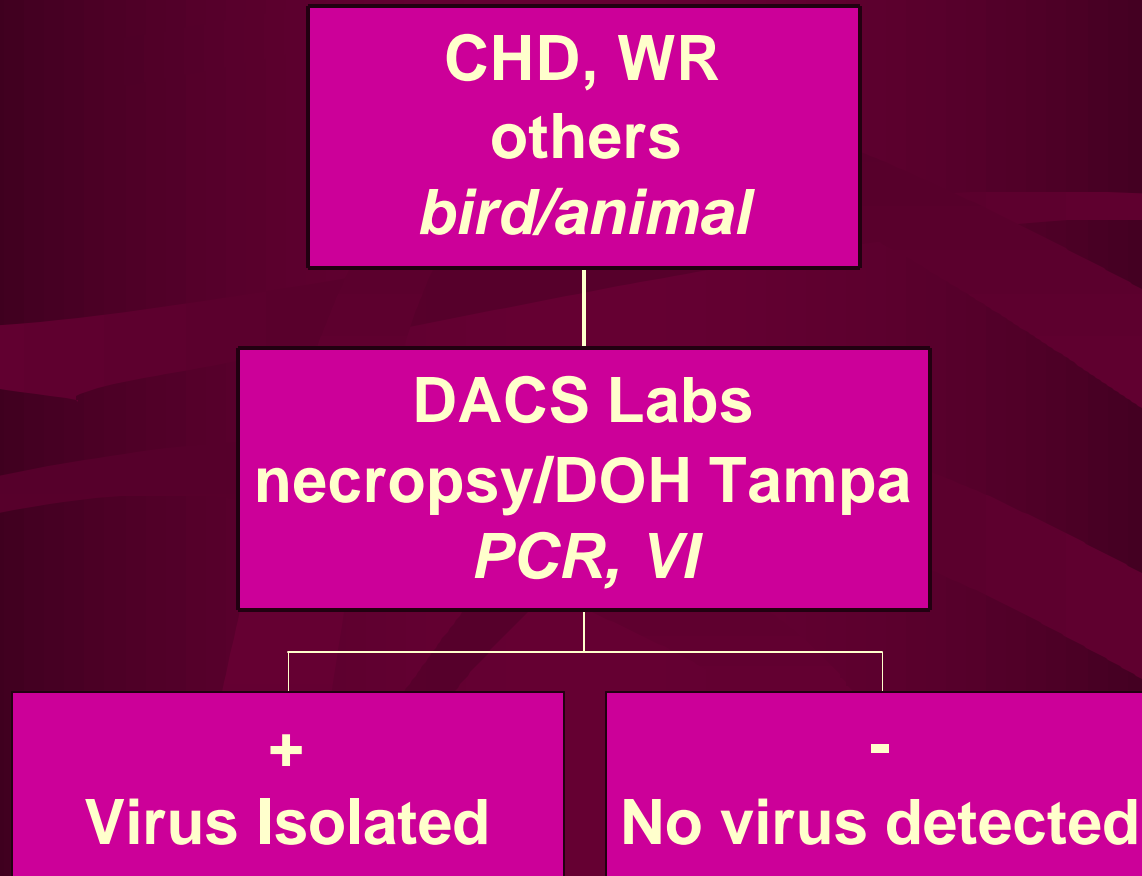 CHD, WR
others
bird/animal
DACS Labs
necropsy/DOH Tampa
PCR, VI
+
Virus Isolated
-
No virus detected